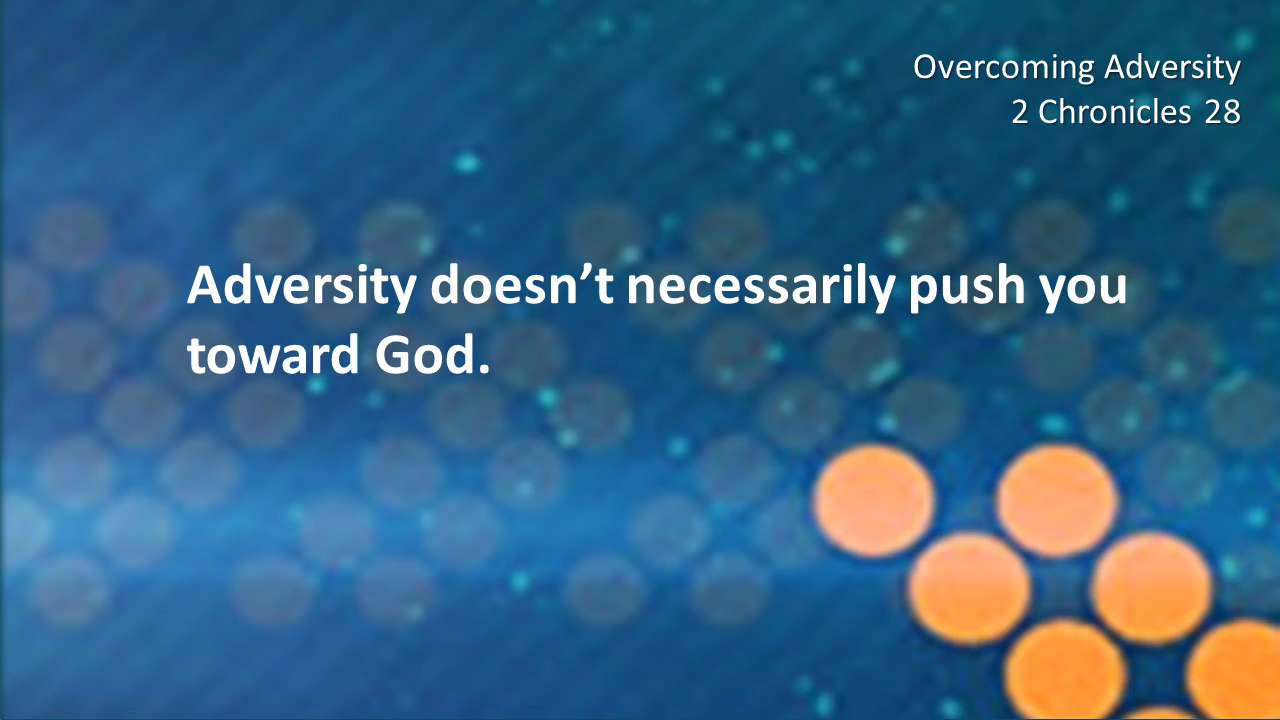 Overcoming Adversity
2 Chronicles 28
Adversity doesn’t necessarily push you
toward God.